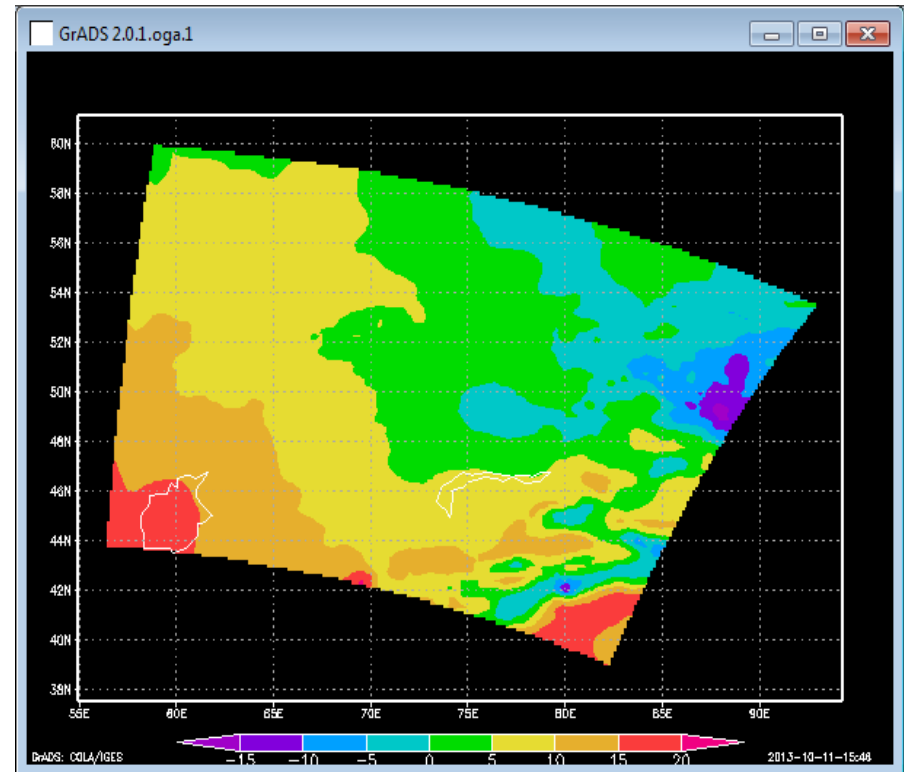 GrADS 2.0.1.oga.1
60N
58N
56N
54N
52N
50N
48N
46N
44N
42N
40N
38N
55E 60E 65E 70E 75E 80E 85E 90E
-15 -10 -5 0 5 10 15 20
GrADS: COLA/IGES 2013-10-11-15:46